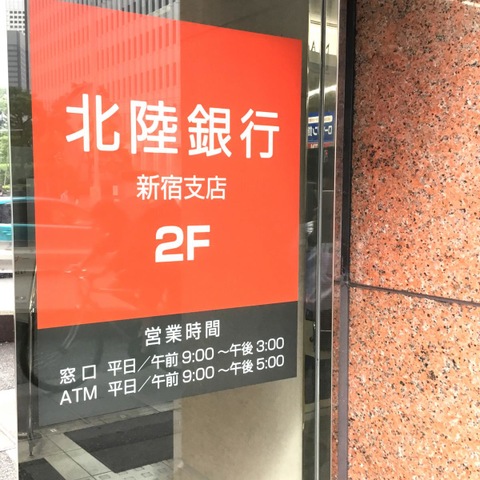 北陸銀行
新宿支店
2F
営業時間
窓口 平日／午前 9:00 ～午後 3:00
ATM 平日／午前 9:00 ～午後 5:00